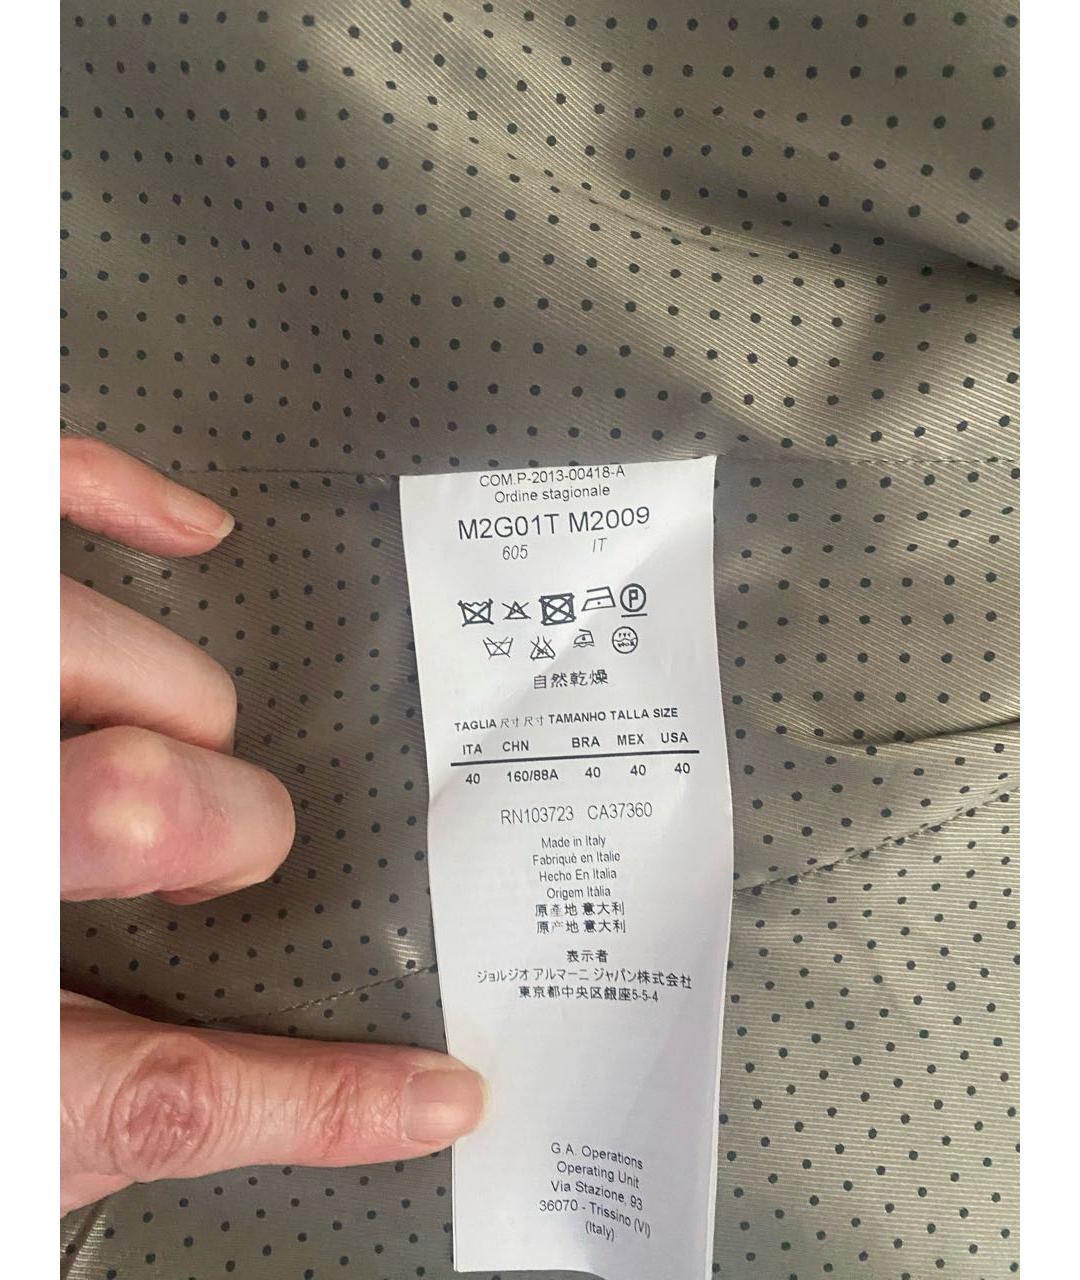 COM.P-2013-00418-A
Ordine stagionale
M2G01T M2009
605 IT
P
自然乾燥
TAGLIA 尺寸 尺寸 TAMANHO TALLA SIZE
ITA CHN BRA MEX USA
40 160/88A 40 40 40
RN103723 CA37360
Made in Italy
Fabriqué en Italie
Hecho En Italia
Origem Itália
原產地 意大利
原产地 意大利
表示者
ジョルジオ アルマーニ ジャパン株式会社
東京都中央区銀座5-5-4
G.A. Operations
Operating Unit
Via Stazione, 93
36070 - Trissino (VI)
(Italy)